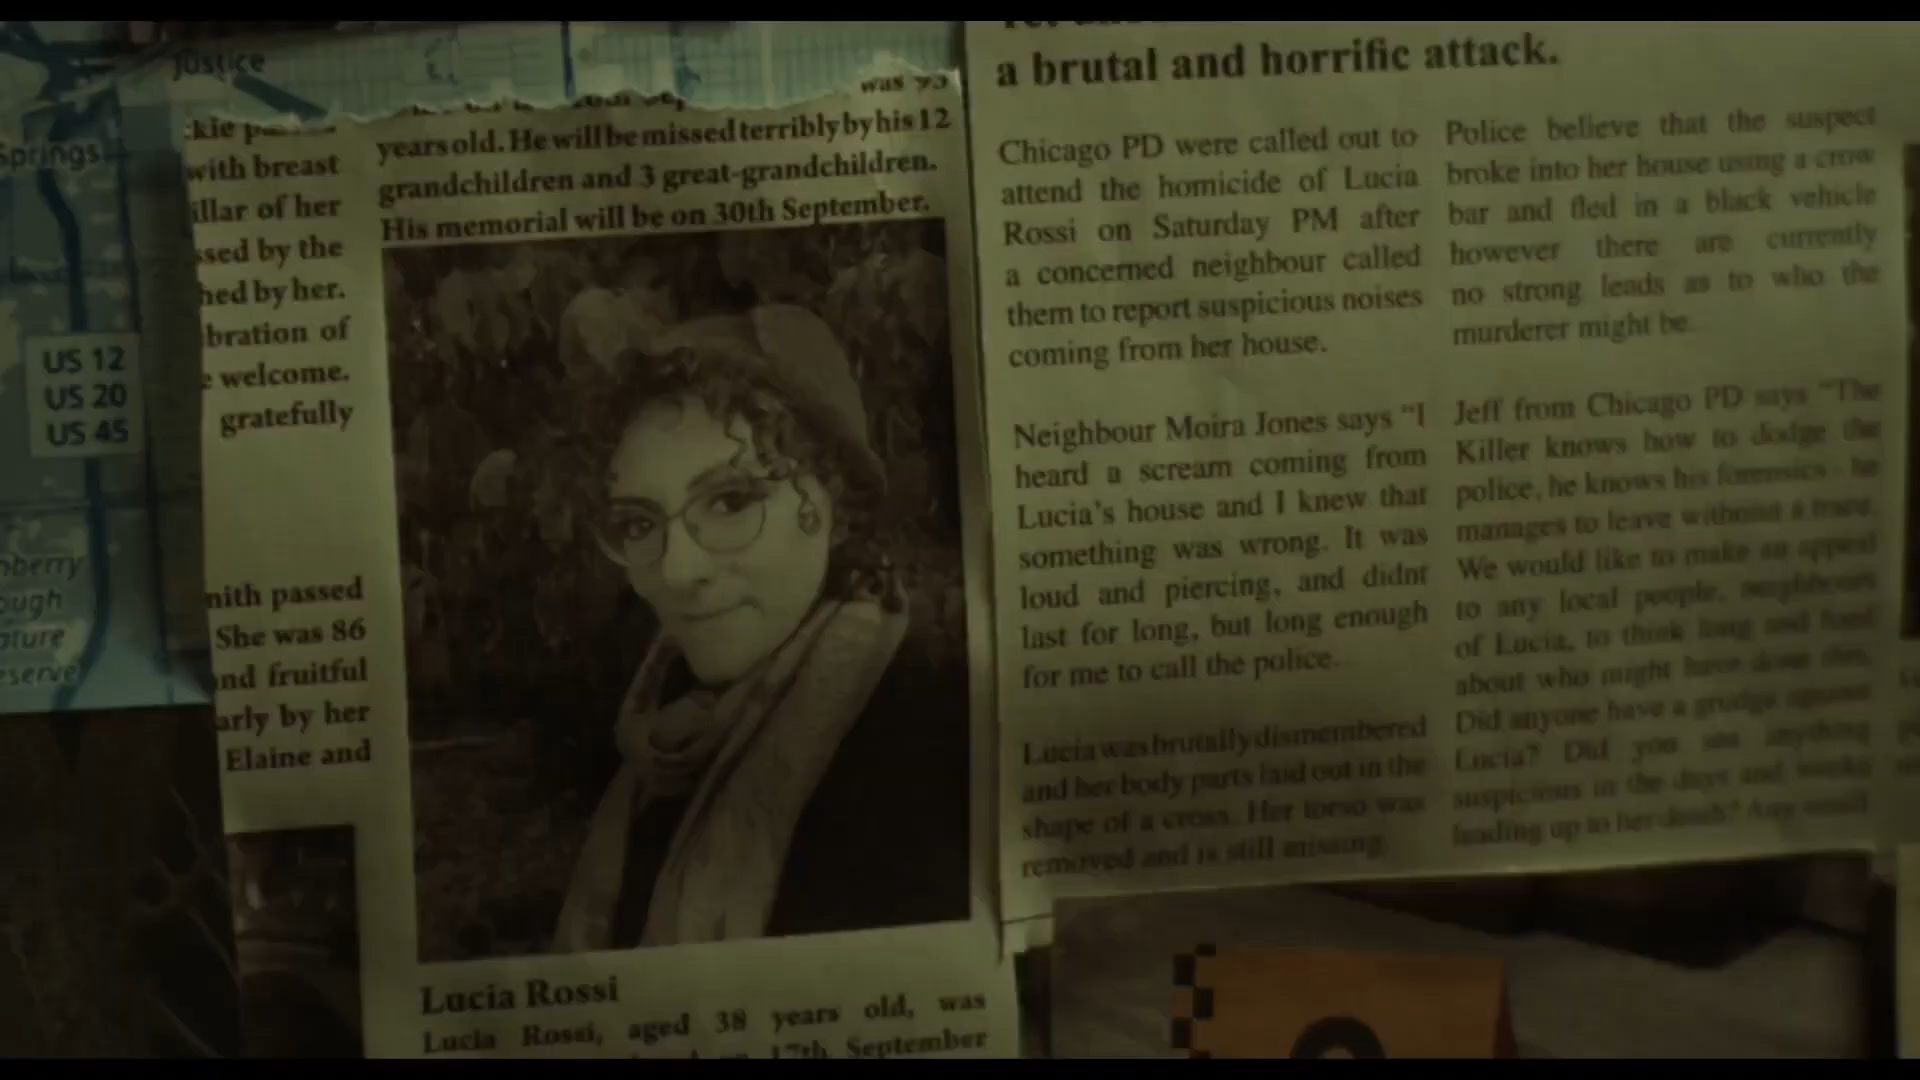 Justice
Springs
US 12
US 20
US 45
ature
eserve
with breast
illar of her
ssed by the
hed by her.
bration of
e welcome.
gratefully
nith passed
She was 86
and fruitful
arly by her
Elaine and
was 95
years old. He will be missed terribly by his 12
grandchildren and 3 great-grandchildren.
His memorial will be on 30th September.
Lucia Rossi
Lucia Rossi, aged 38 years old, was
17th September
a brutal and horrific attack.
Chicago PD were called out to
attend the homicide of Lucia
Rossi on Saturday PM after
a concerned neighbour called
them to report suspicious noises
coming from her house.
Neighbour Moira Jones says “I
heard a scream coming from
Lucia's house and I knew that
something was wrong. It was
loud and piercing, and didnt
last for long, but long enough
for me to call the police.
Lucia was brutally dismembered
and her body parts laid out in the
shape of a cross. Her torso was
removed and is still missing.
Police believe that the suspect
broke into her house using a crow
bar and fled in a black vehicle
however there are currently
no strong leads as to who the
murderer might be.
Jeff from Chicago PD says “The
Killer knows how to dodge the
police, he knows his forensics - he
manages to leave without a trace.
We would like to make an appeal
to any local people, neighbours
of Lucia, to think long and hard
about who might have done this.
Did anyone have a grudge against
Lucia? Did you see anything
suspicious in the days and weeks
leading up to her death? Any small